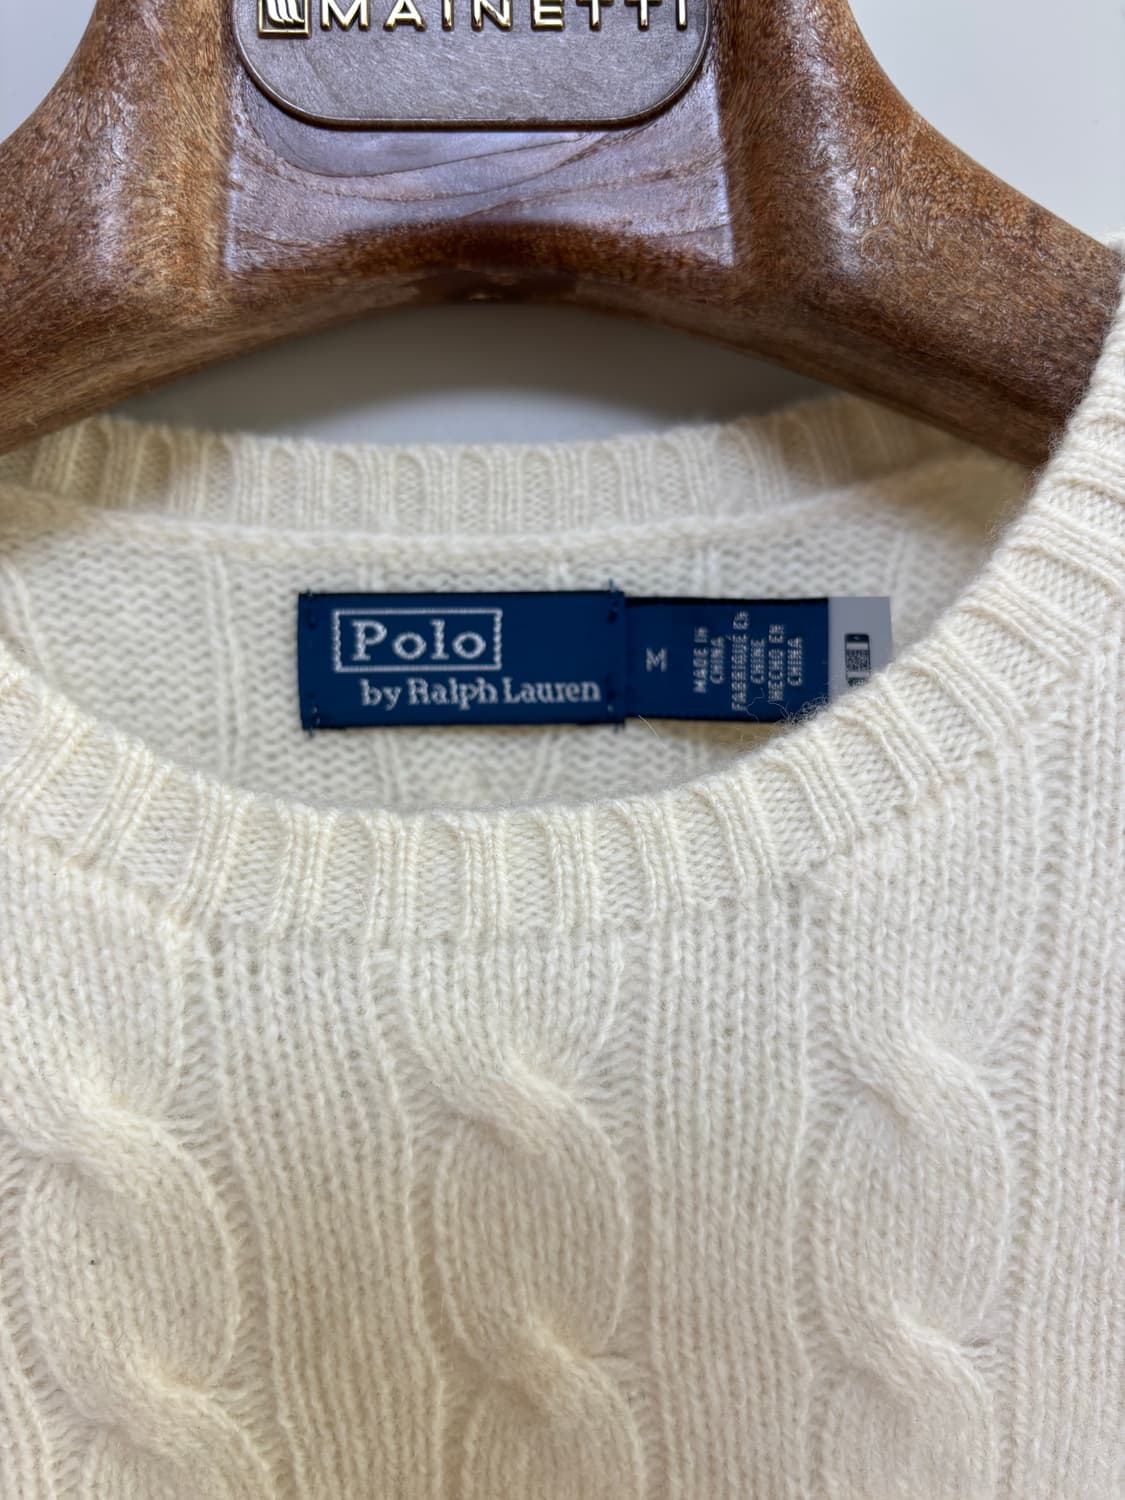 MAINETTI
Polo
by Ralph Lauren
M
MADE IN
CHINA
FABRIQUÉ EN
CHINE
HECHO EN
CHINA